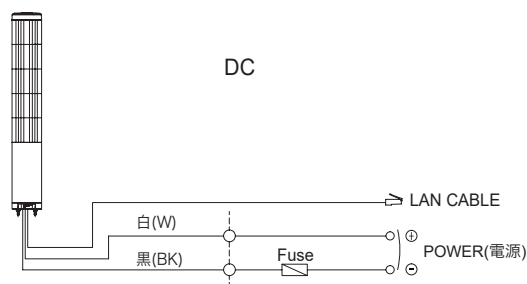 DC
LAN CABLE
白(W)
⊕
POWER(電源)
黒(BK)
Fuse
⊖